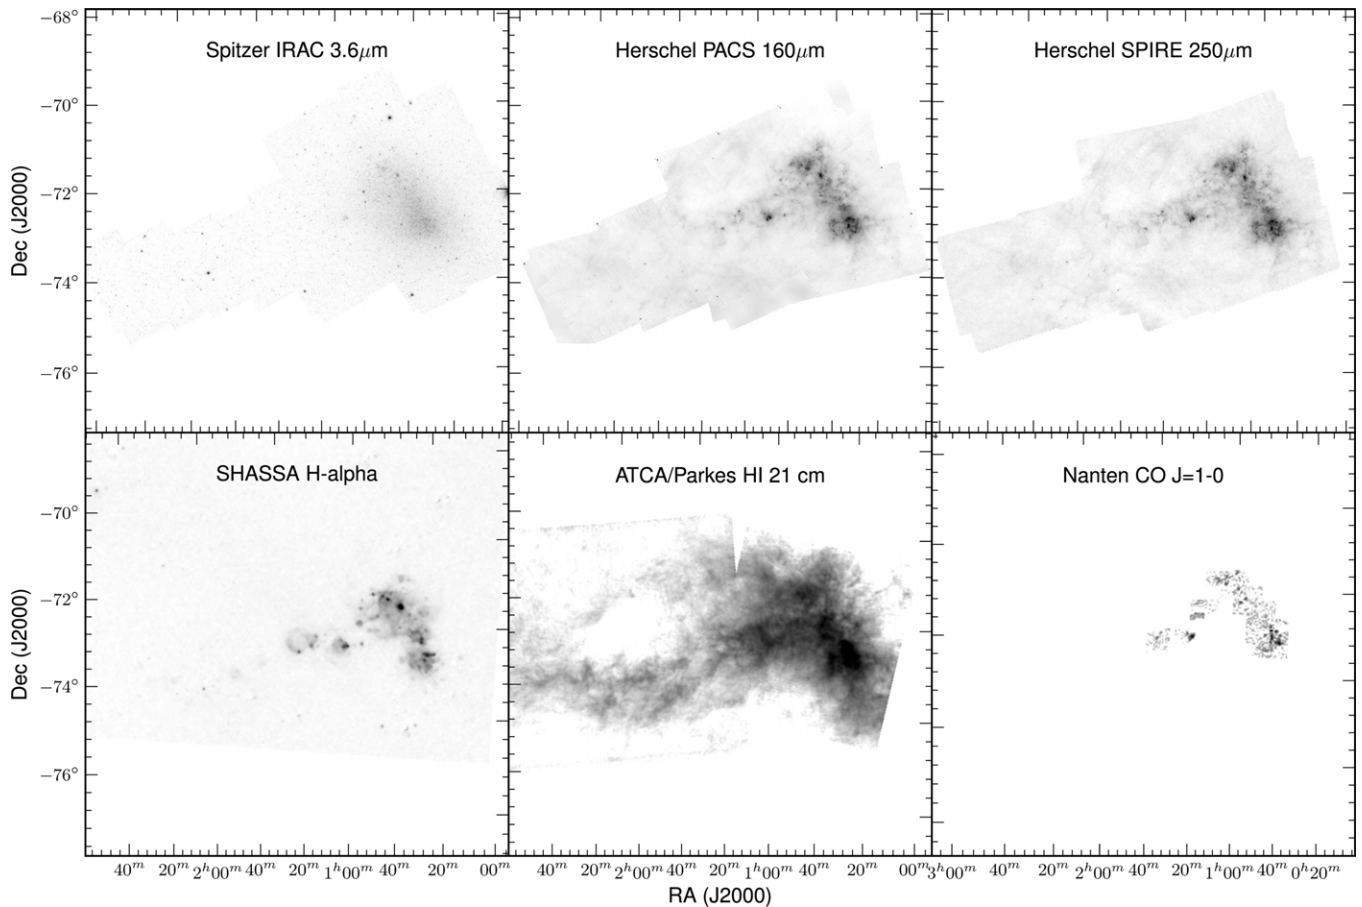 Spitzer IRAC 3.6μm
Herschel PACS 160μm
Herschel SPIRE 250μm
−68°
−70°
−72°
−74°
−76°
Dec (J2000)
SHASSA H-alpha
ATCA/Parkes HI 21 cm
Nanten CO J=1-0
−70°
−72°
−74°
−76°
Dec (J2000)
40ᵐ 20ᵐ 2ʰ00ᵐ 40ᵐ 20ᵐ 1ʰ00ᵐ 40ᵐ 20ᵐ 00ᵐ
40ᵐ 20ᵐ 2ʰ00ᵐ 40ᵐ 20ᵐ 1ʰ00ᵐ 40ᵐ 20ᵐ 00ᵐ
3ʰ00ᵐ 40ᵐ 20ᵐ 2ʰ00ᵐ 40ᵐ 20ᵐ 1ʰ00ᵐ 40ᵐ 0ʰ20ᵐ
RA (J2000)